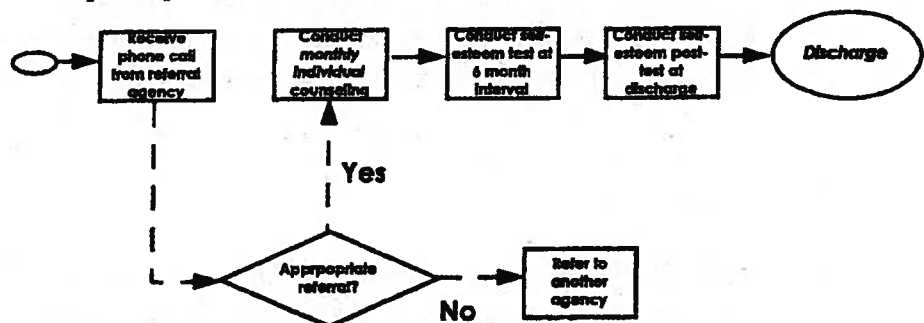 Receive
phone call
from referral
agency
Conduct
monthly
individual
counseling
Conduct self-
esteem test at
6 month
interval
Conduct self-
esteem post-
test at
discharge
Discharge
Yes
Apprpopriate
referral?
No
Refer to
another
agency